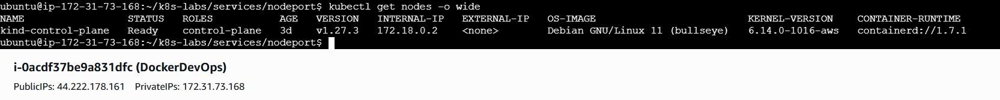 ubuntu@ip-172-31-73-168:~/k8s-labs/services/nodeport$ kubectl get nodes -o wide
NAME STATUS ROLES AGE VERSION INTERNAL-IP EXTERNAL-IP OS-IMAGE KERNEL-VERSION CONTAINER-RUNTIME
kind-control-plane Ready control-plane 3d v1.27.3 172.18.0.2 <none> Debian GNU/Linux 11 (bullseye) 6.14.0-1016-aws containerd://1.7.1
ubuntu@ip-172-31-73-168:~/k8s-labs/services/nodeport$
i-0acdf37be9a831dfc (DockerDevOps)
PublicIPs: 44.222.178.161 PrivateIPs: 172.31.73.168